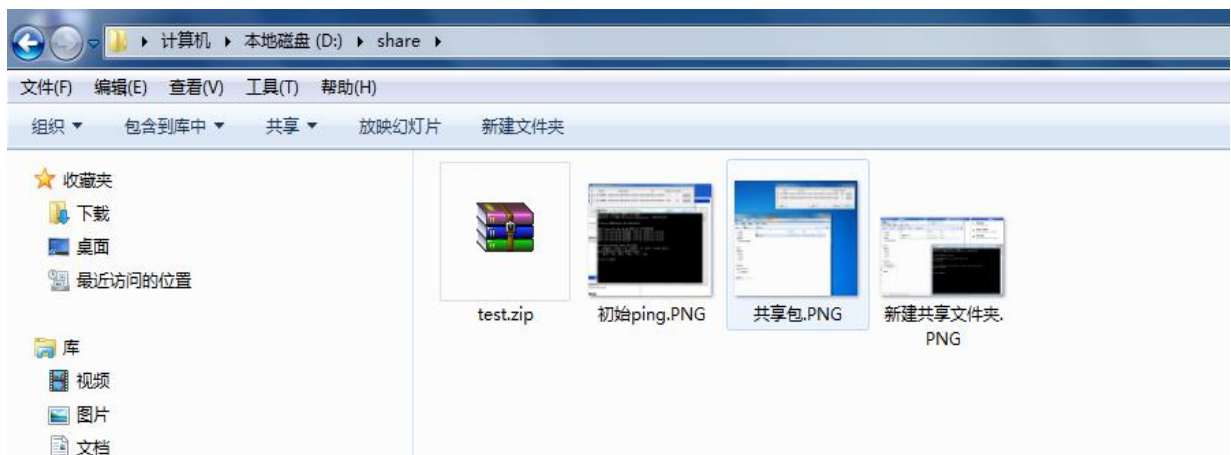 计算机 本地磁盘 (D:) share
文件(F) 编辑(E) 查看(V) 工具(T) 帮助(H)
组织 包含到库中 共享 放映幻灯片 新建文件夹
收藏夹
下载
桌面
最近访问的位置
库
视频
图片
文档
test.zip
初始ping.PNG
共享包.PNG
新建共享文件夹.
PNG